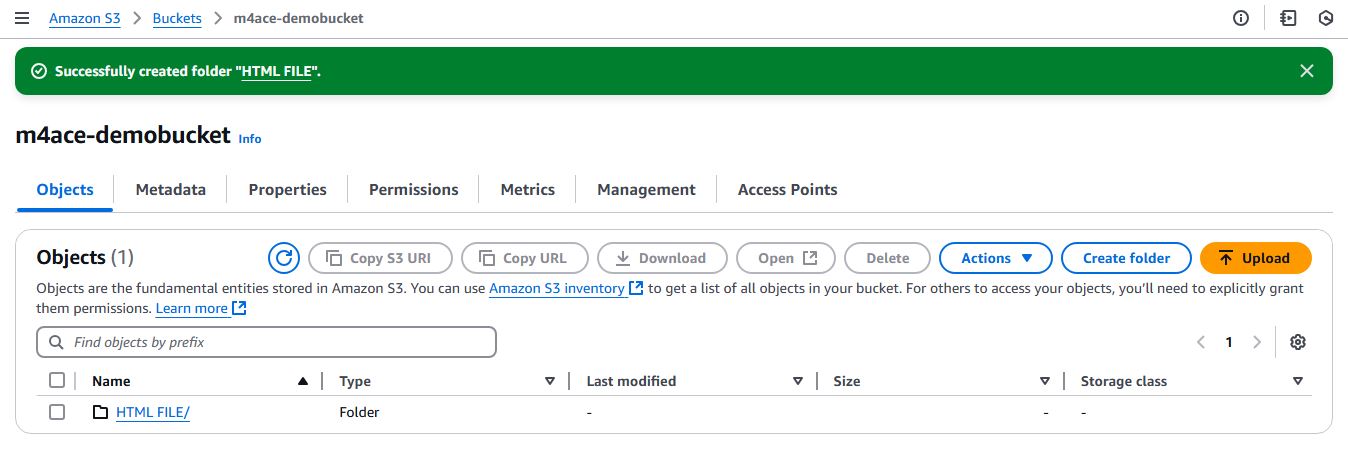 Amazon S3 > Buckets > m4ace-demobucket
Successfully created folder "HTML FILE".
m4ace-demobucket Info
Objects Metadata Properties Permissions Metrics Management Access Points
Objects (1) Copy S3 URI Copy URL Download Open Delete Actions Create folder Upload
Objects are the fundamental entities stored in Amazon S3. You can use Amazon S3 inventory to get a list of all objects in your bucket. For others to access your objects, you’ll need to explicitly grant
them permissions. Learn more
Find objects by prefix 1
Name Type Last modified Size Storage class
HTML FILE/ Folder - - -